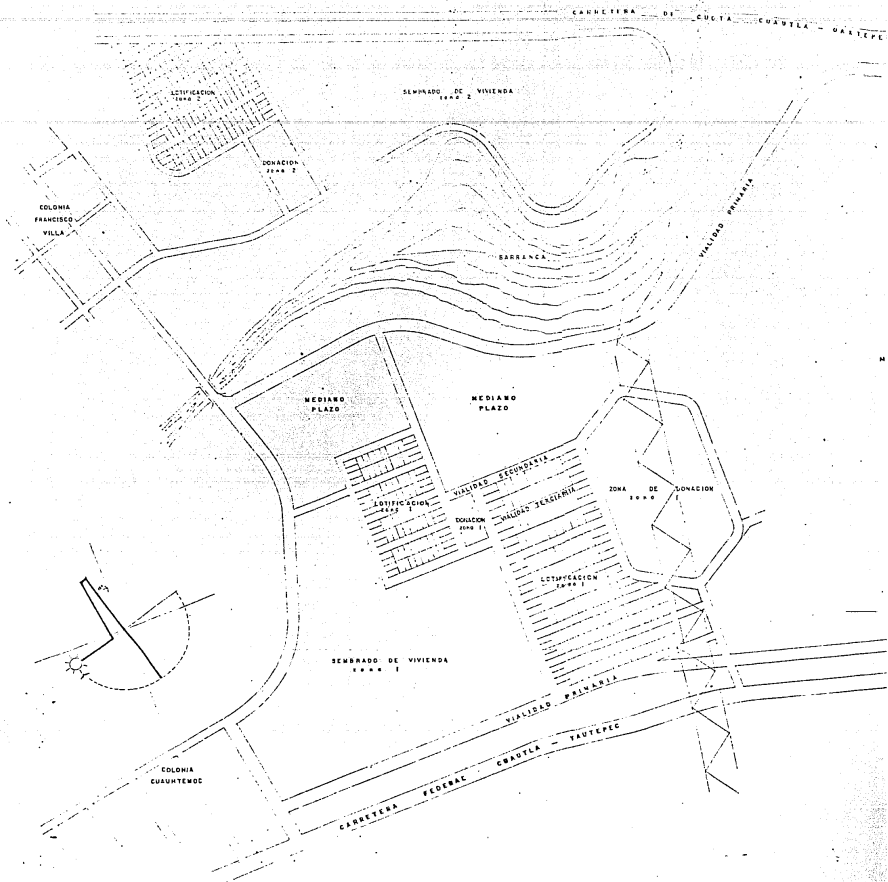 CARRETERA DE CUOTA CUAUTLA - OAXTEPE
LOTIFICACION
zona 2
SEMBRADO DE VIVIENDA
zona 2
DONACION
zona 2
COLONIA
FRANCISCO
VILLA
VIALIDAD PRIMARIA
BARRANCA
M
MEDIANO
PLAZO
MEDIANO
PLAZO
VIALIDAD SECUNDARIA
LOTIFICACION
zona 1
DONACION
zona 1
VIALIDAD TERCIARIA
ZONA DE DONACION
zona 1
LOTIFICACION
zona 1
SEMBRADO DE VIVIENDA
zona 1
VIALIDAD PRIMARIA
COLONIA
CUAUHTEMOC
CARRETERA FEDERAL CUAUTLA - YAUTEPEC